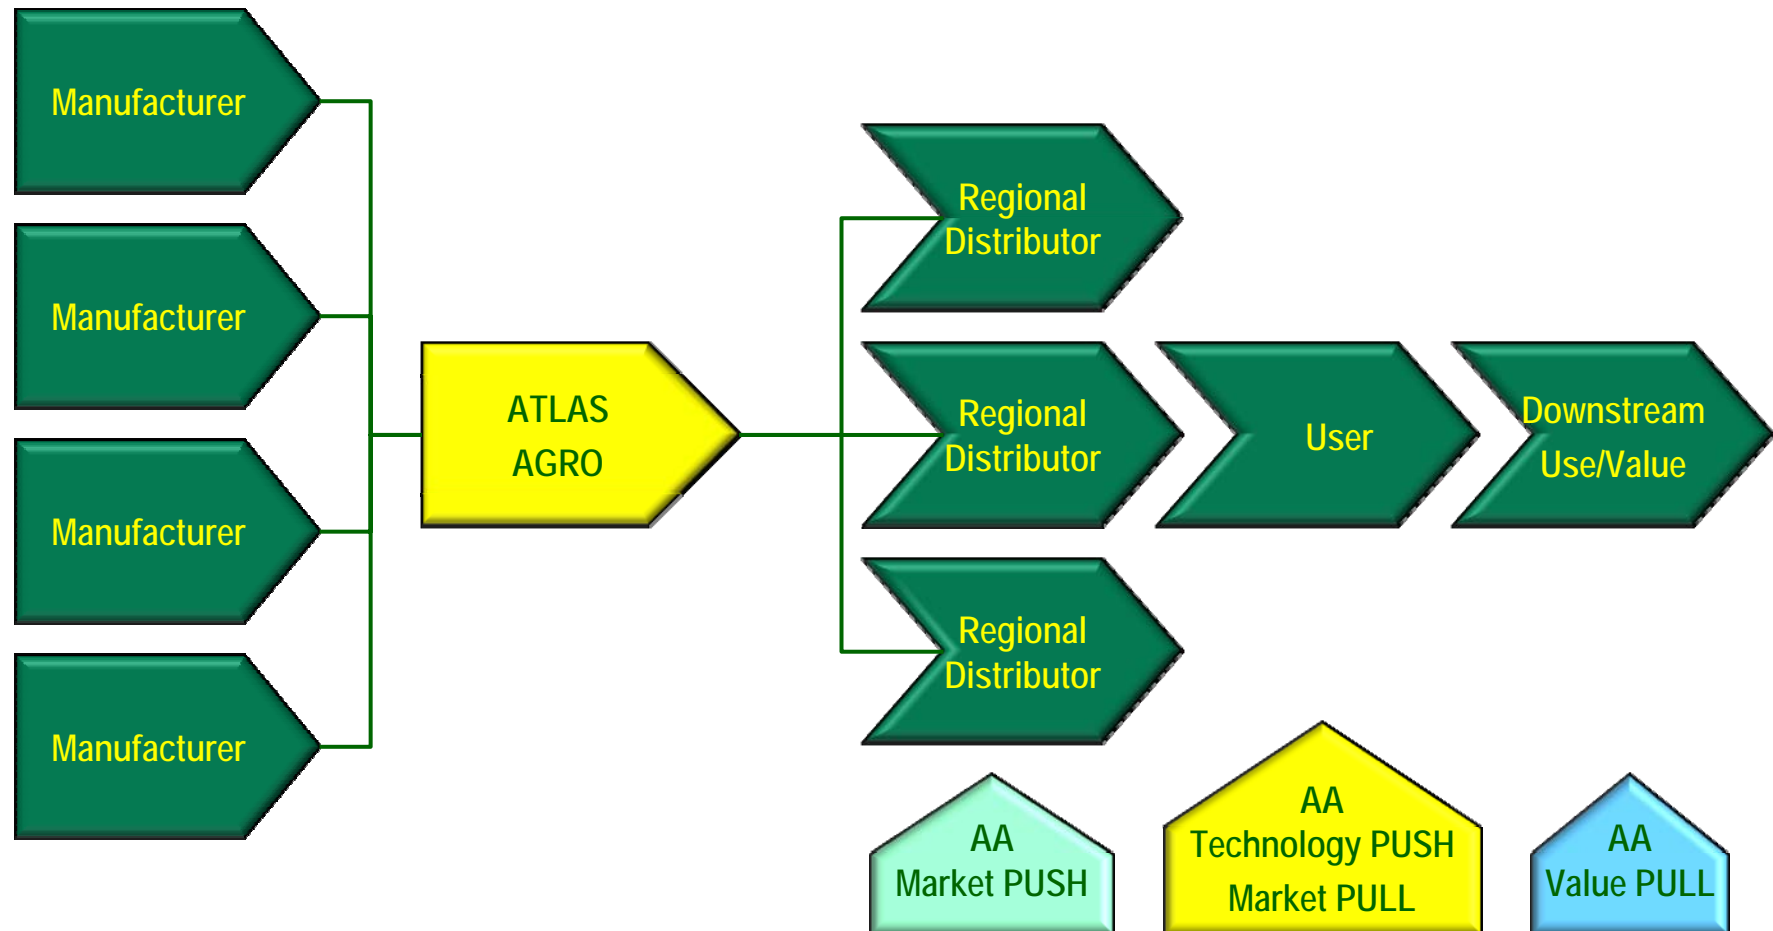 Manufacturer
Manufacturer
Manufacturer
Manufacturer
ATLAS
AGRO
Regional
Distributor
Regional
Distributor
Regional
Distributor
User
Downstream
Use/Value
AA
Market PUSH
AA
Technology PUSH
Market PULL
AA
Value PULL